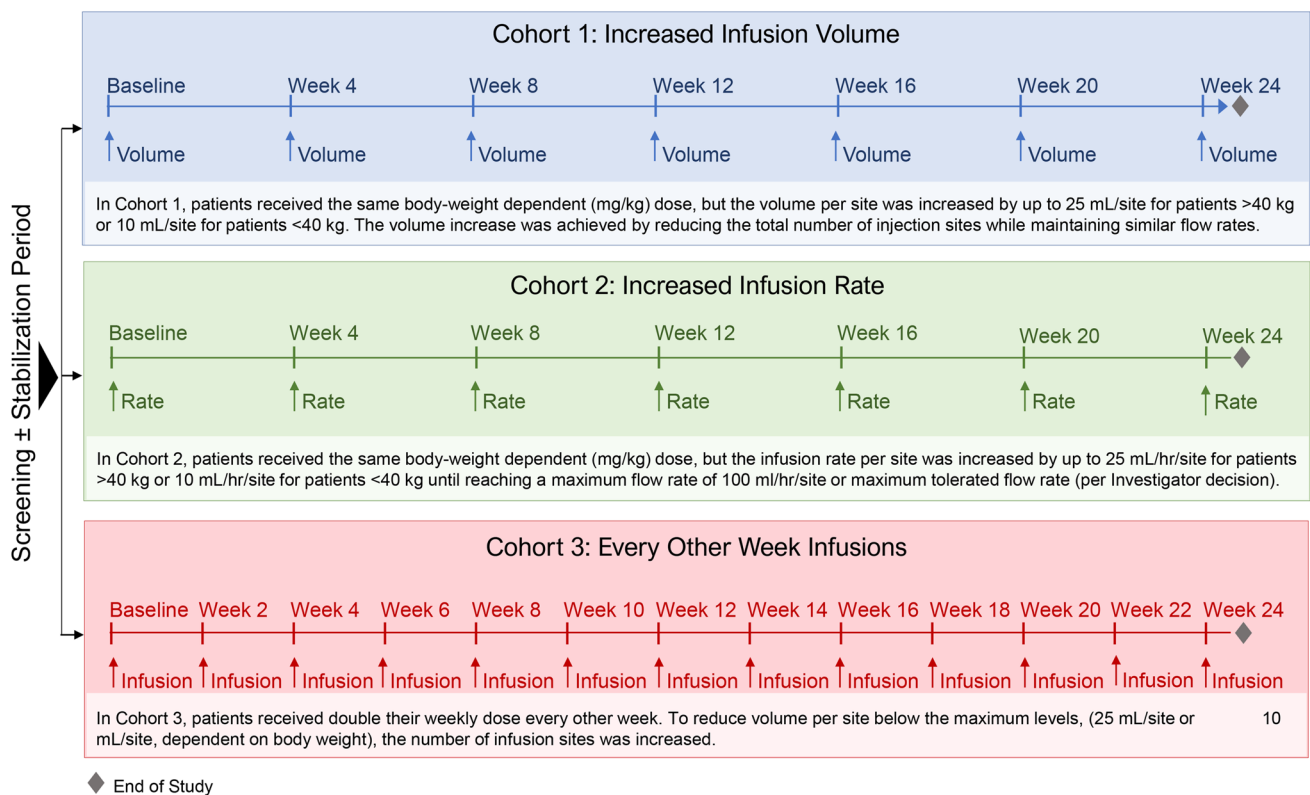 Screening ± Stabilization Period
Cohort 1: Increased Infusion Volume
Baseline Week 4 Week 8 Week 12 Week 16 Week 20 Week 24
Volume Volume Volume Volume Volume Volume Volume
In Cohort 1, patients received the same body-weight dependent (mg/kg) dose, but the volume per site was increased by up to 25 mL/site for patients >40 kg
or 10 mL/site for patients <40 kg. The volume increase was achieved by reducing the total number of injection sites while maintaining similar flow rates.
Cohort 2: Increased Infusion Rate
Baseline Week 4 Week 8 Week 12 Week 16 Week 20 Week 24
Rate Rate Rate Rate Rate Rate Rate
In Cohort 2, patients received the same body-weight dependent (mg/kg) dose, but the infusion rate per site was increased by up to 25 mL/hr/site for patients
>40 kg or 10 mL/hr/site for patients <40 kg until reaching a maximum flow rate of 100 ml/hr/site or maximum tolerated flow rate (per Investigator decision).
Cohort 3: Every Other Week Infusions
Baseline Week 2 Week 4 Week 6 Week 8 Week 10 Week 12 Week 14 Week 16 Week 18 Week 20 Week 22 Week 24
Infusion Infusion Infusion Infusion Infusion Infusion Infusion Infusion Infusion Infusion Infusion Infusion Infusion
In Cohort 3, patients received double their weekly dose every other week. To reduce volume per site below the maximum levels, (25 mL/site or 10
mL/site, dependent on body weight), the number of infusion sites was increased.
End of Study